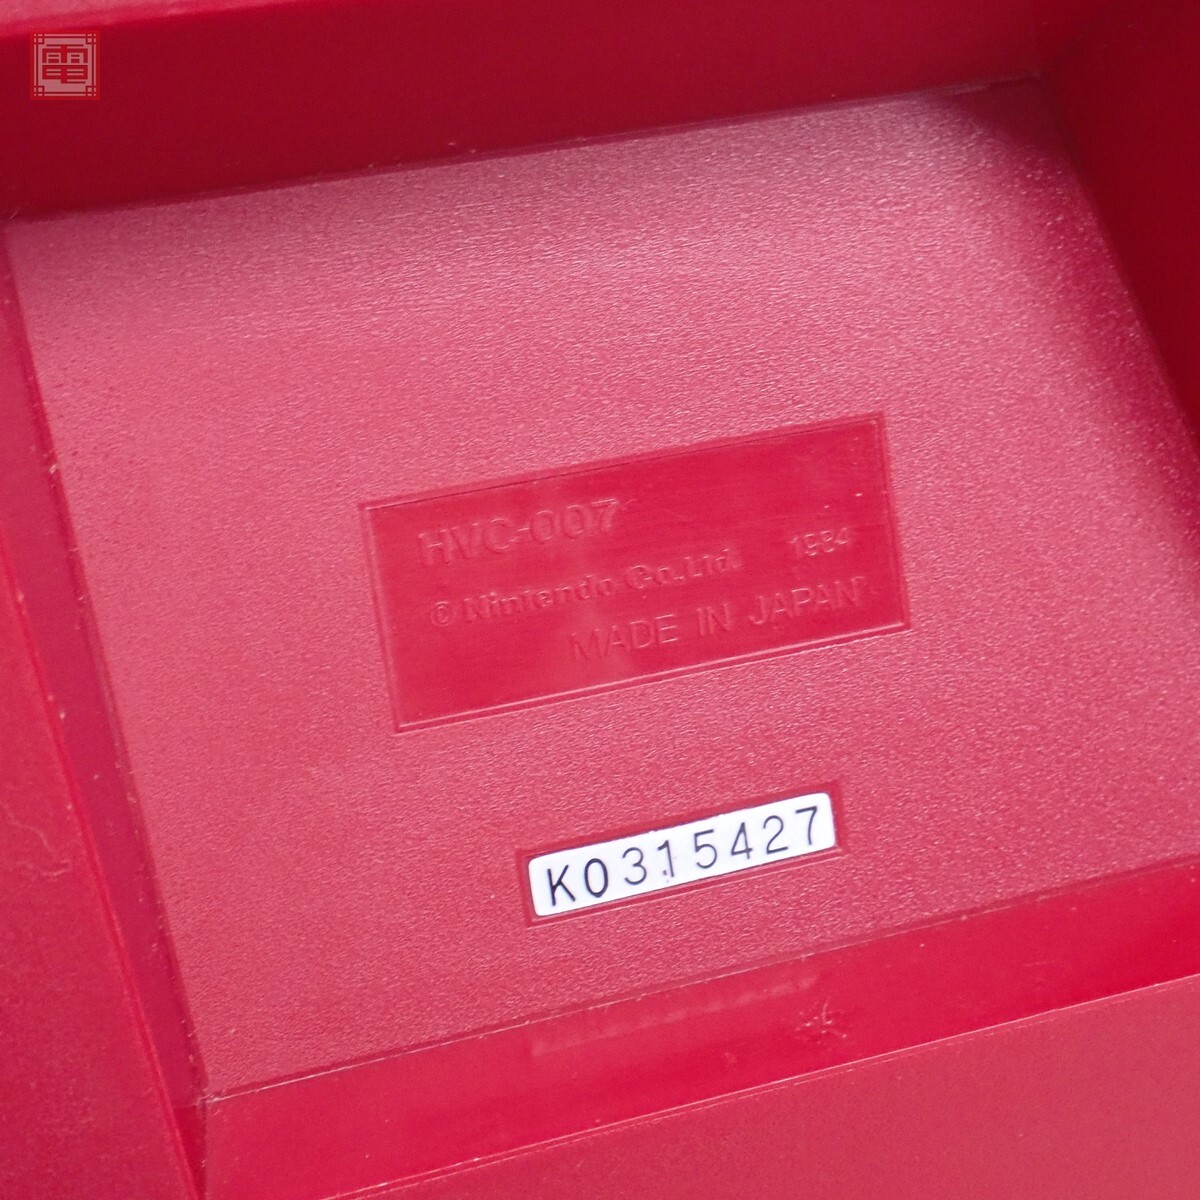 電
HVC-007
© Nintendo Co.,Ltd. 1984
MADE IN JAPAN
K0315427